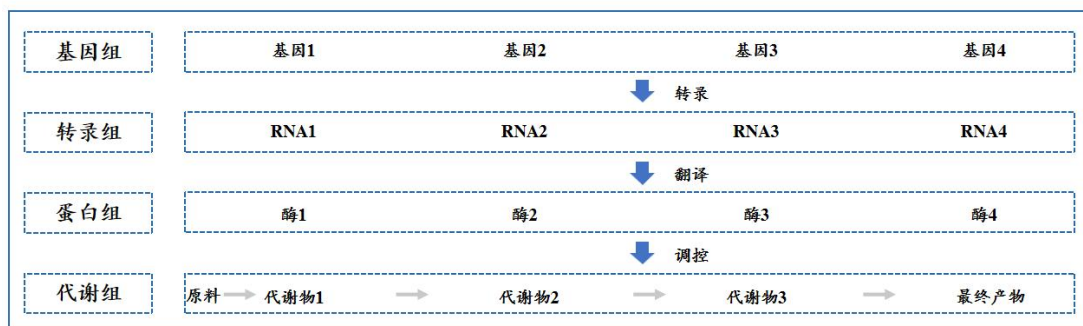 基因组 基因1 基因2 基因3 基因4
转录
转录组 RNA1 RNA2 RNA3 RNA4
翻译
蛋白组 酶1 酶2 酶3 酶4
调控
代谢组 原料 代谢物1 代谢物2 代谢物3 最终产物